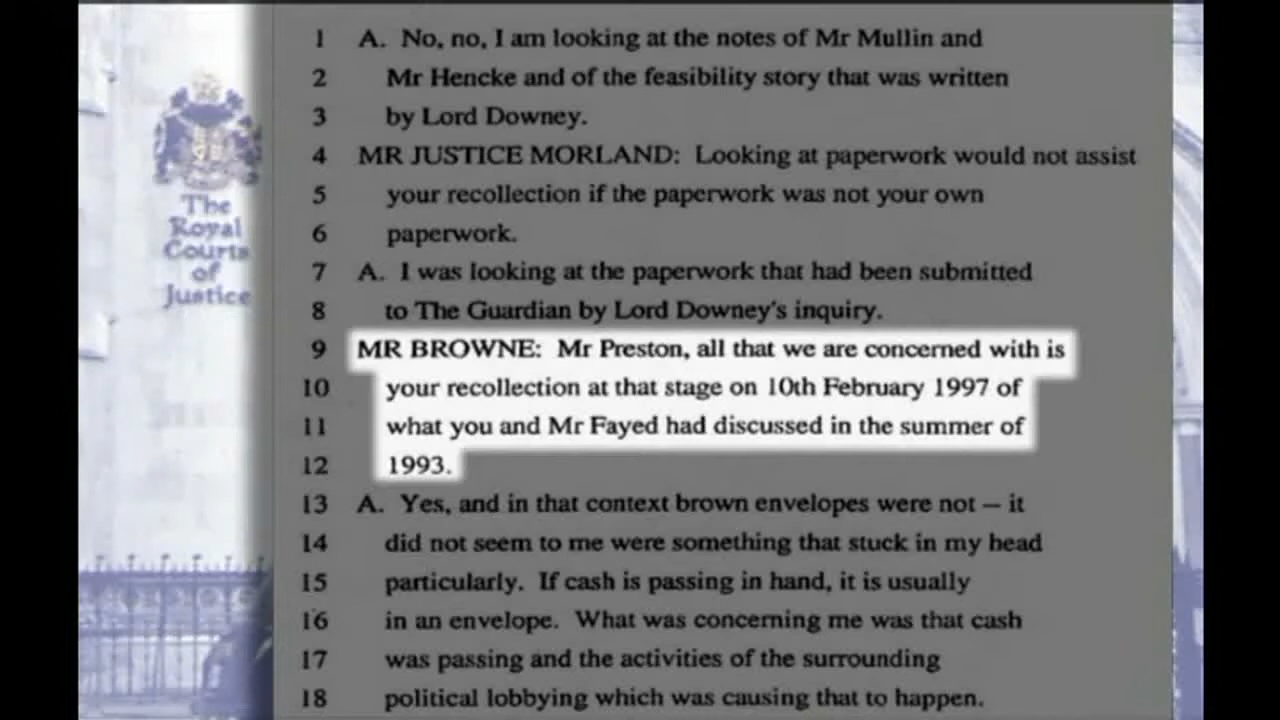 The
Royal
Courts
of
Justice
1 A. No, no, I am looking at the notes of Mr Mullin and
2 Mr Hencke and of the feasibility story that was written
3 by Lord Downey.
4 MR JUSTICE MORLAND: Looking at paperwork would not assist
5 your recollection if the paperwork was not your own
6 paperwork.
7 A. I was looking at the paperwork that had been submitted
8 to The Guardian by Lord Downey's inquiry.
9 MR BROWNE: Mr Preston, all that we are concerned with is
10 your recollection at that stage on 10th February 1997 of
11 what you and Mr Fayed had discussed in the summer of
12 1993.
13 A. Yes, and in that context brown envelopes were not – it
14 did not seem to me were something that stuck in my head
15 particularly. If cash is passing in hand, it is usually
16 in an envelope. What was concerning me was that cash
17 was passing and the activities of the surrounding
18 political lobbying which was causing that to happen.